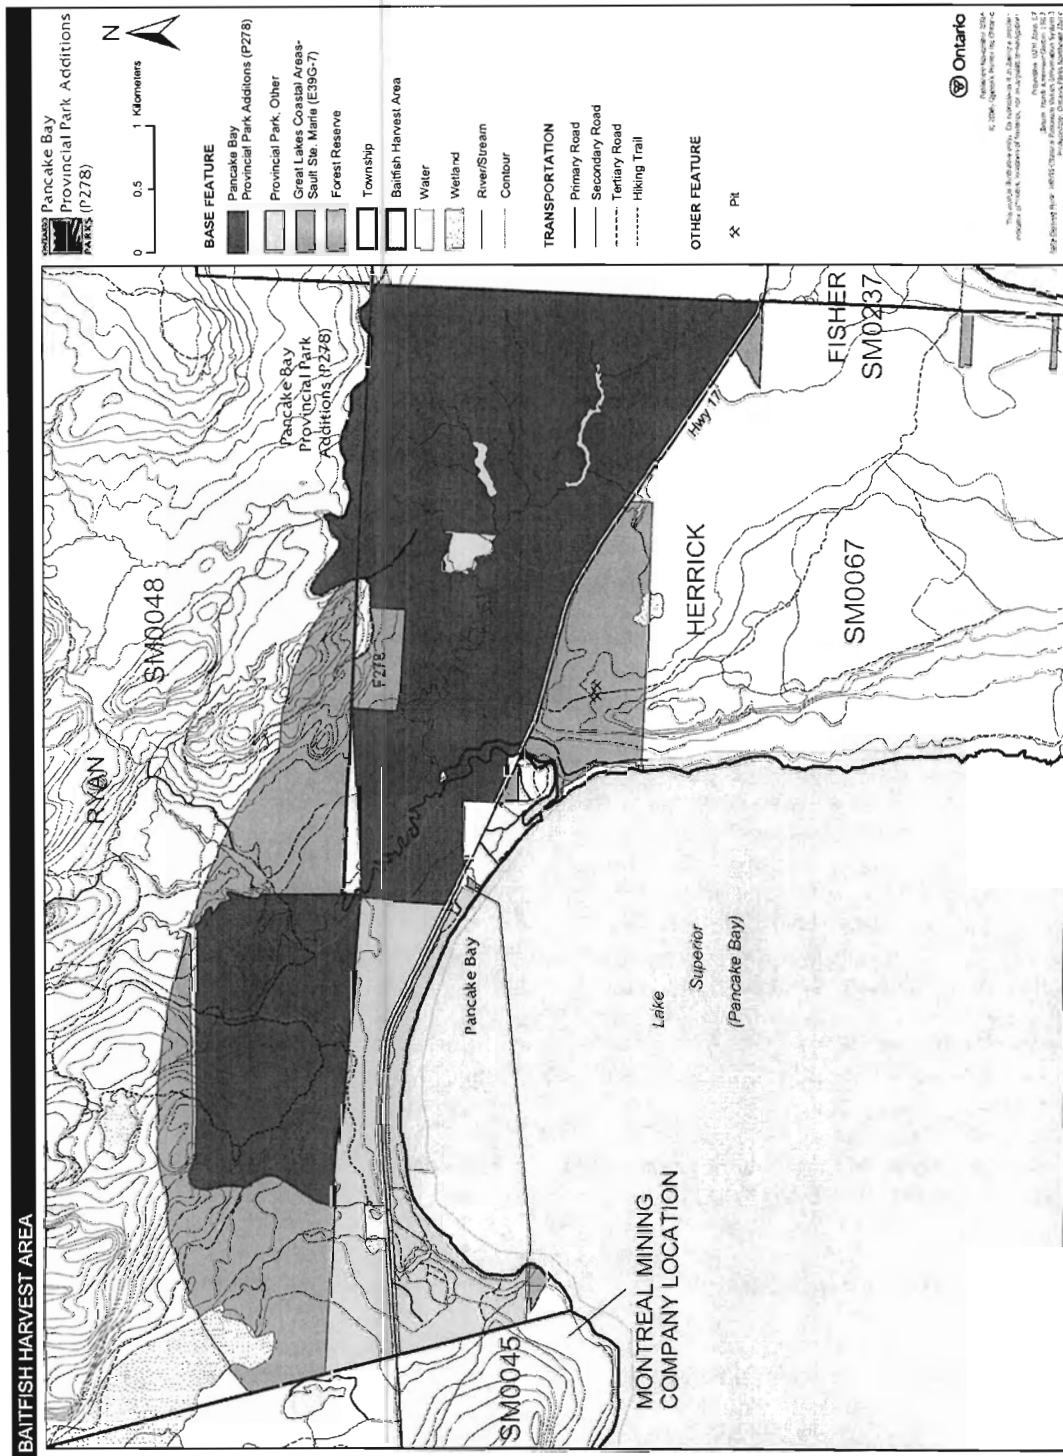 BAITFISH HARVEST AREA
ONTARIO
PARKS
Pancake Bay
Provincial Park Additions
(P278)
N
0
0.5
1 Kilometers
BASE FEATURE
Pancake Bay
Provincial Park Additons (P278)
Provincial Park, Other
Great Lakes Coastal Areas-
Sault Ste. Marie (E39G-7)
Forest Reserve
Township
Baitfish Harvest Area
Water
Wetland
River/Stream
Contour
TRANSPORTATION
Primary Road
Secondary Road
Tertiary Road
Hiking Trail
OTHER FEATURE
Pit
Ontario
RYAN
SM0048
Pancake Bay
Provincial Park
Additions (P278)
F278
Hwy 17
FISHER
SM0237
HERRICK
SM0067
Pancake Bay
Lake
Superior
(Pancake Bay)
SM0045
MONTREAL MINING
COMPANY LOCATION